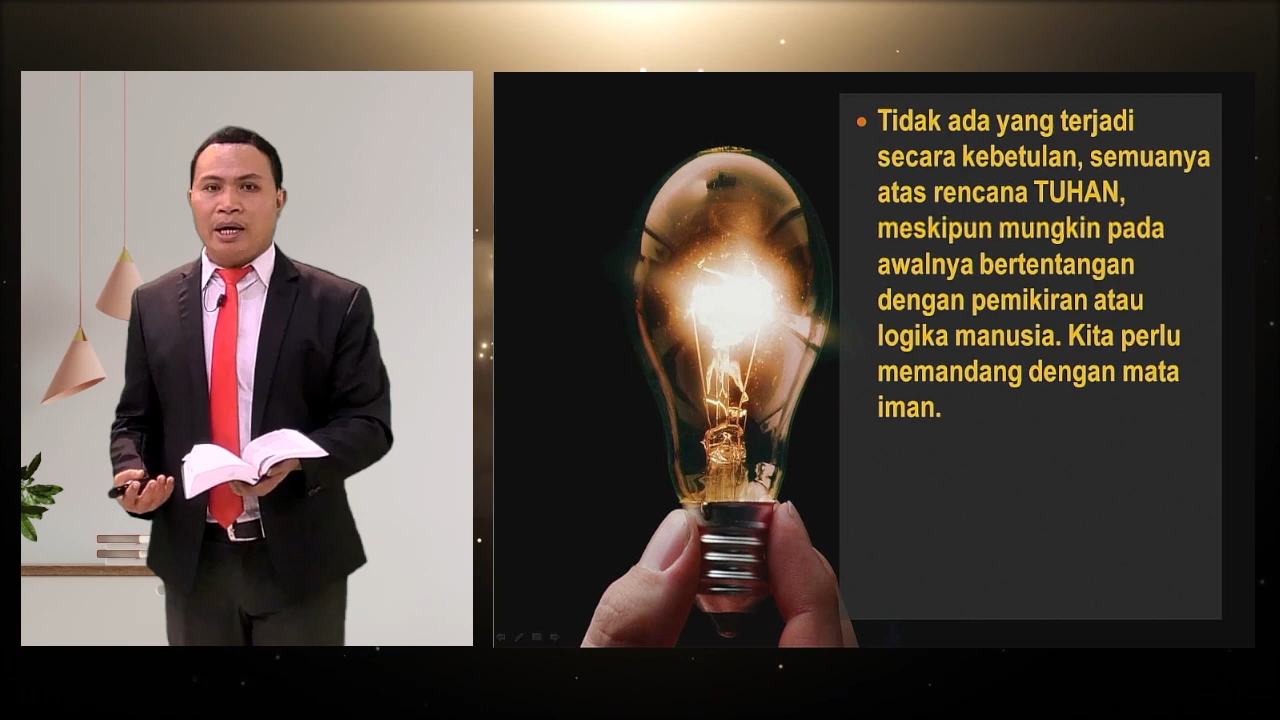 Tidak ada yang terjadi
secara kebetulan, semuanya
atas rencana TUHAN,
meskipun mungkin pada
awalnya bertentangan
dengan pemikiran atau
logika manusia. Kita perlu
memandang dengan mata
iman.